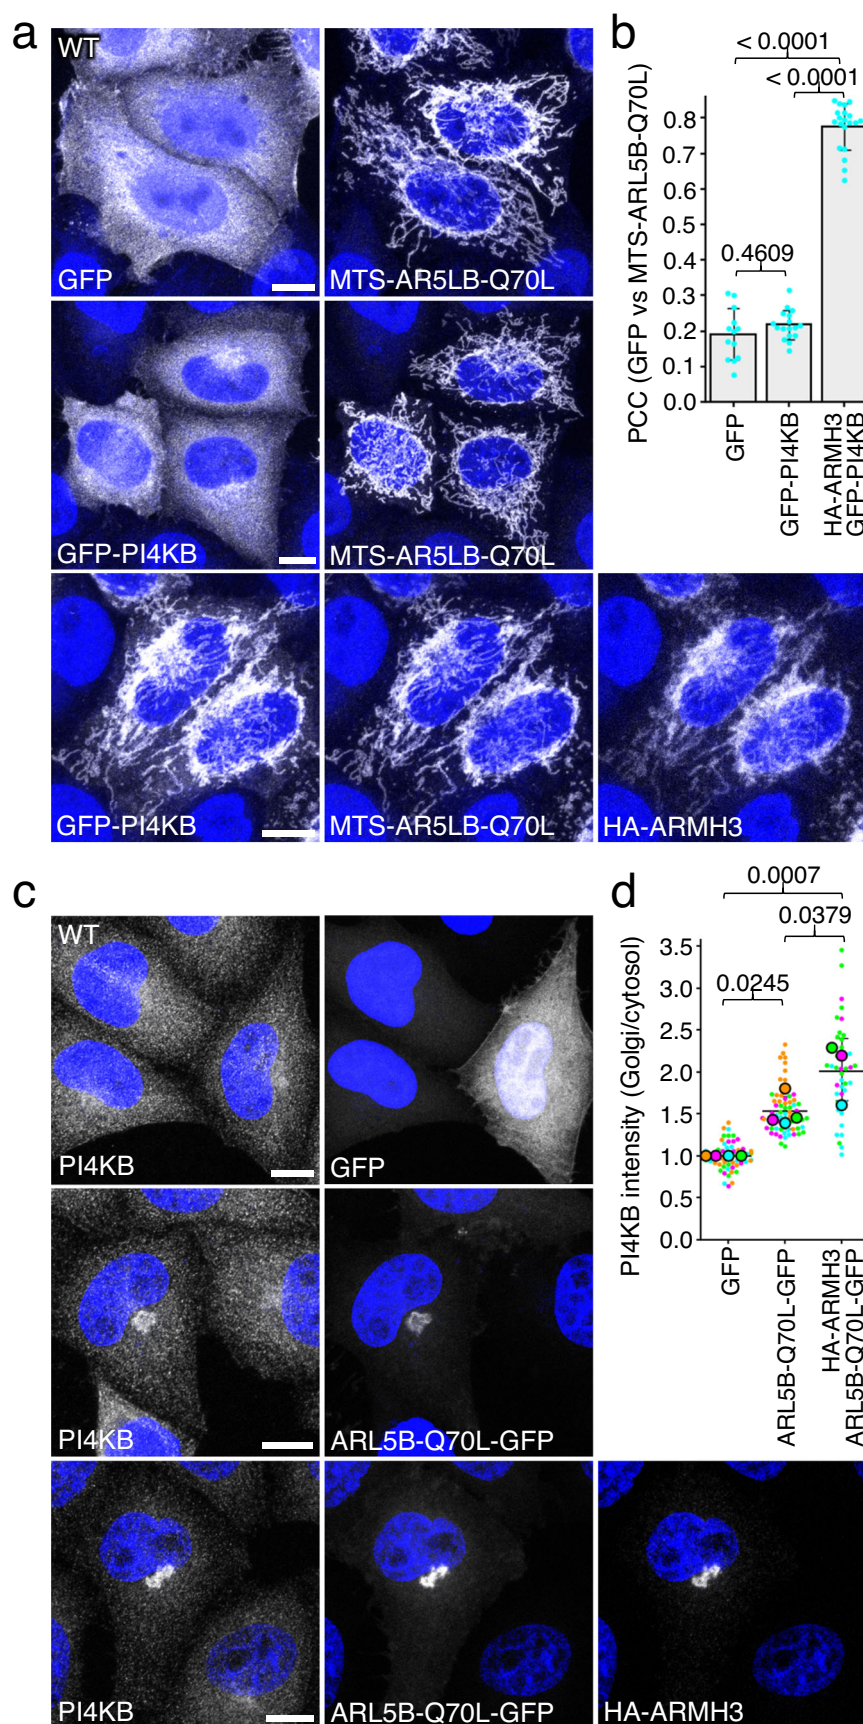 a
WT
GFP
MTS-AR5LB-Q70L
GFP-PI4KB
MTS-AR5LB-Q70L
GFP-PI4KB
MTS-AR5LB-Q70L
HA-ARMH3
b
< 0.0001
< 0.0001
0.4609
PCC (GFP vs MTS-ARL5B-Q70L)
0.8
0.7
0.6
0.5
0.4
0.3
0.2
0.1
0.0
GFP
GFP-PI4KB
HA-ARMH3
GFP-PI4KB
c
WT
PI4KB
GFP
PI4KB
ARL5B-Q70L-GFP
PI4KB
ARL5B-Q70L-GFP
HA-ARMH3
d
0.0007
0.0379
0.0245
PI4KB intensity (Golgi/cytosol)
3.5
3.0
2.5
2.0
1.5
1.0
0.5
0.0
GFP
ARL5B-Q70L-GFP
HA-ARMH3
ARL5B-Q70L-GFP